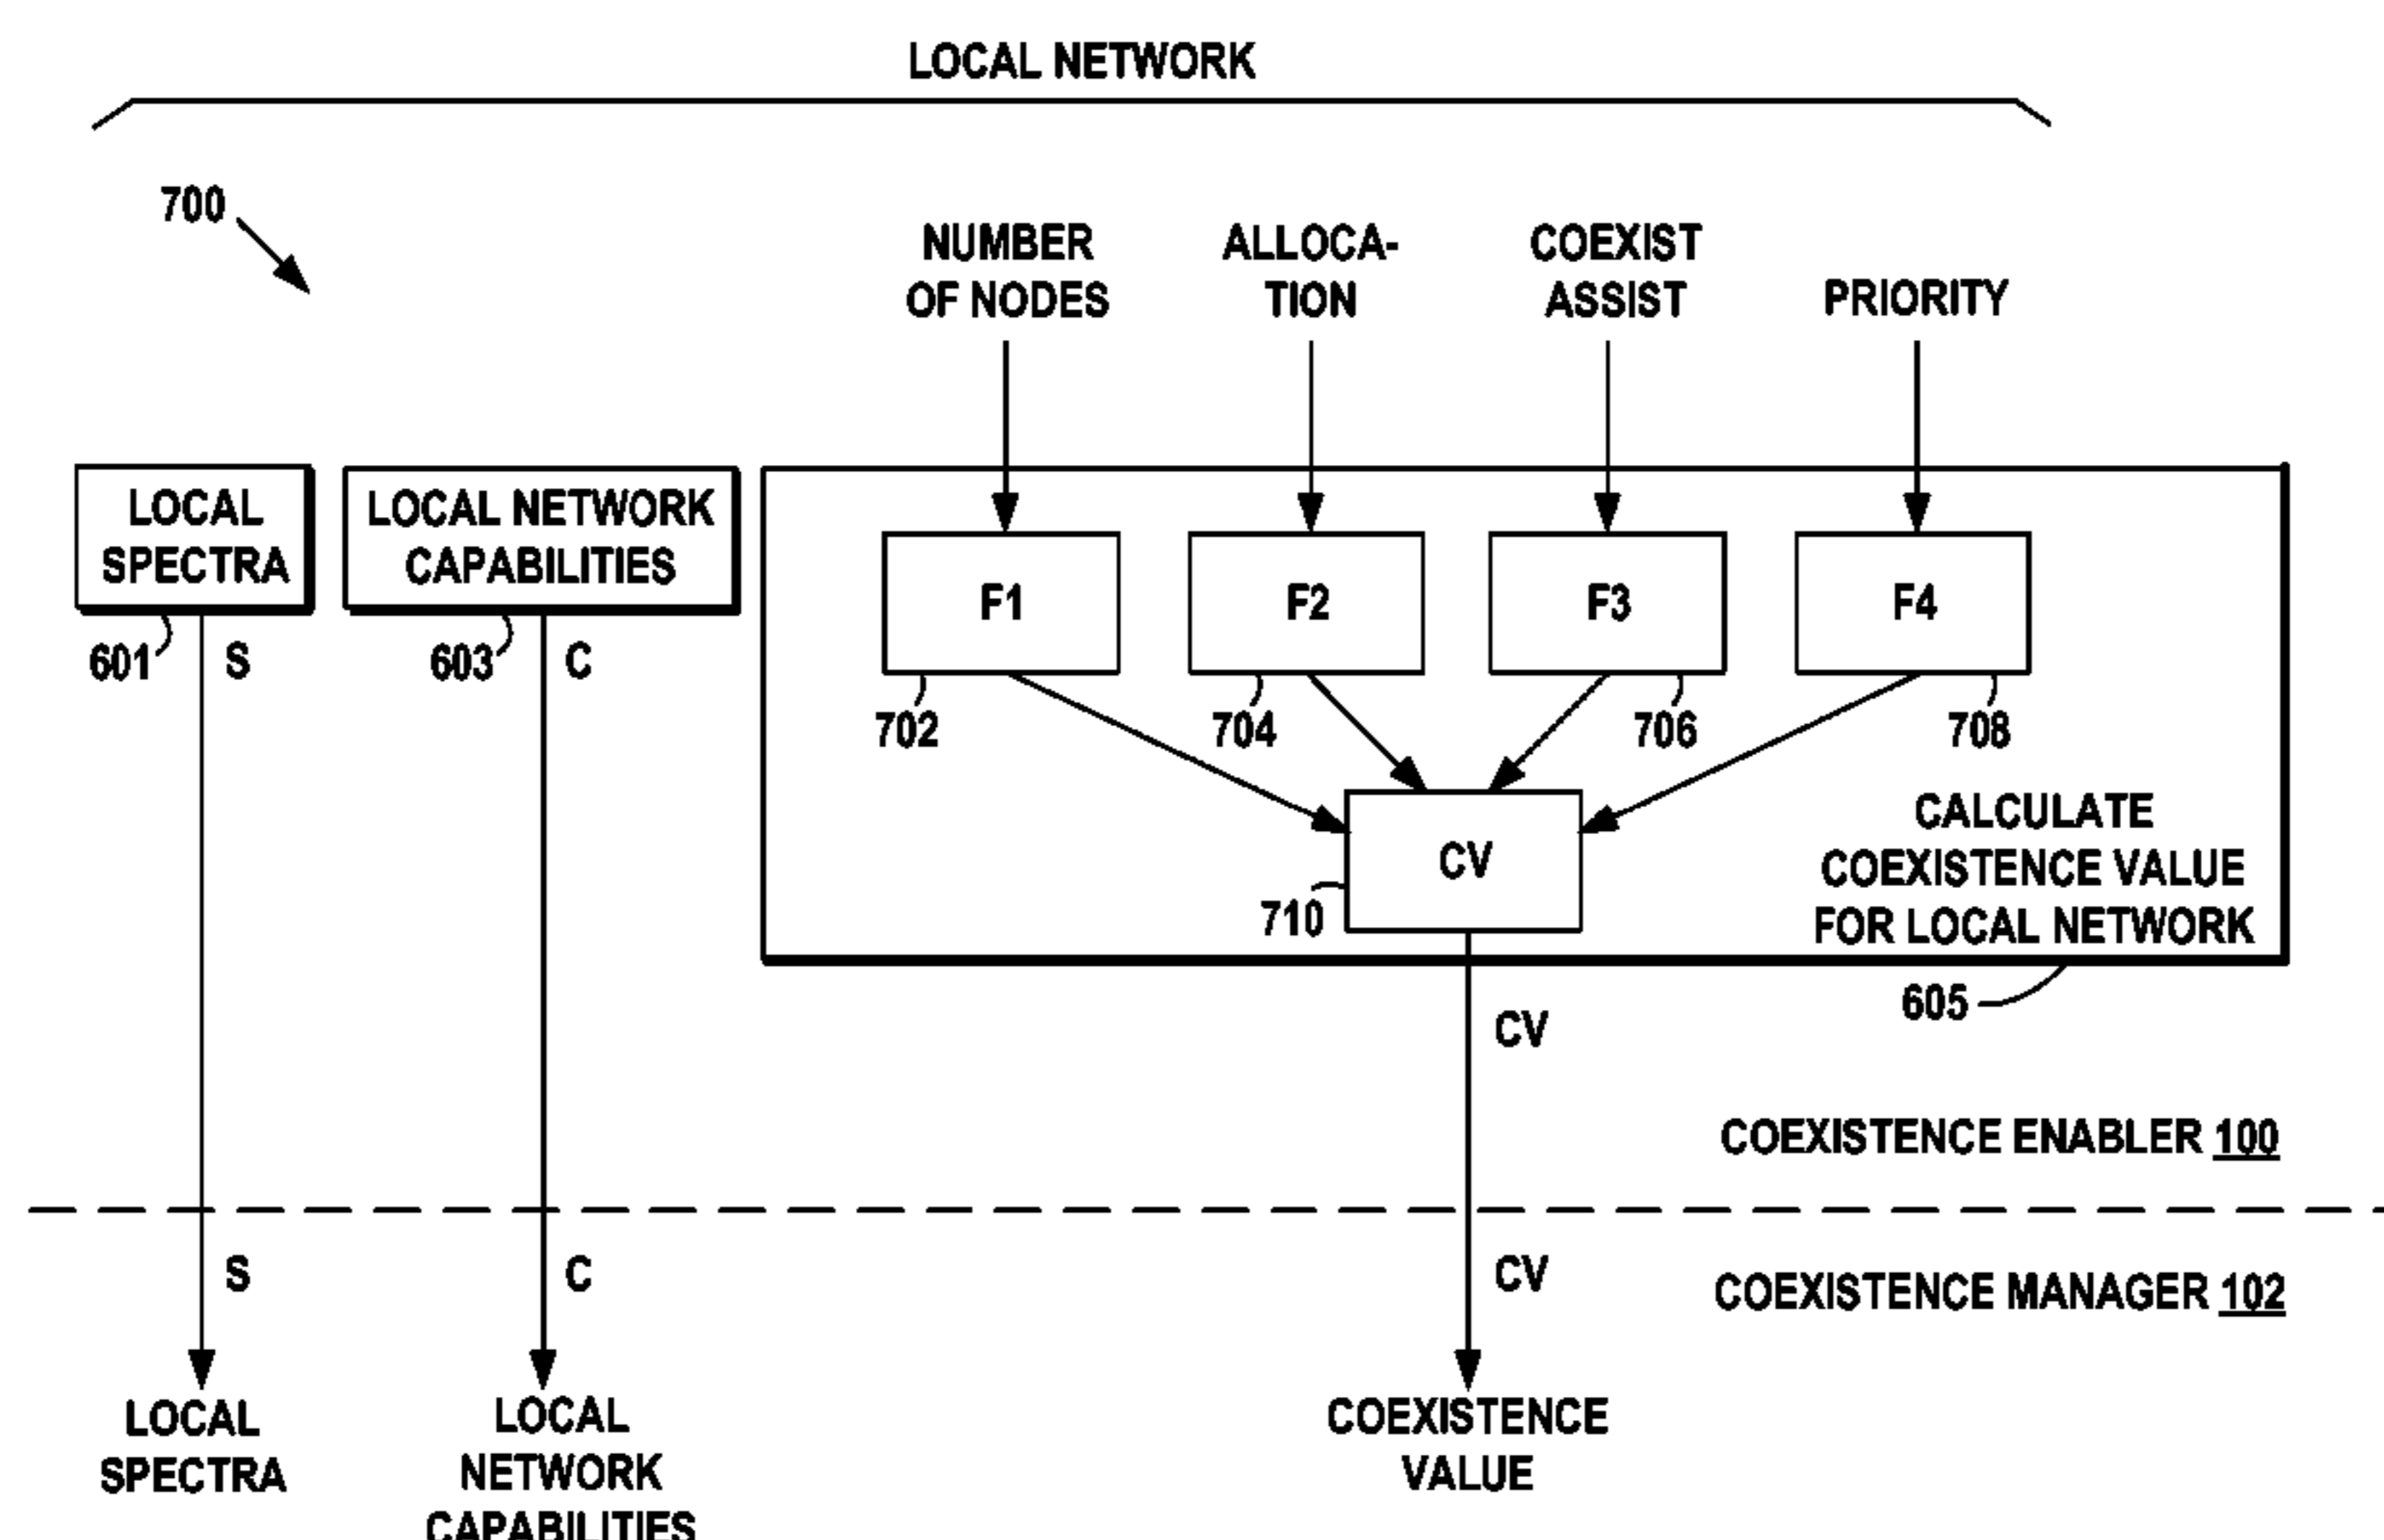 LOCAL NETWORK
700
NUMBER
OF NODES
ALLOCA-
TION
COEXIST
ASSIST
PRIORITY
LOCAL
SPECTRA
LOCAL NETWORK
CAPABILITIES
F1
F2
F3
F4
601
S
603
C
702
704
706
708
CV
710
CALCULATE
COEXISTENCE VALUE
FOR LOCAL NETWORK
605
CV
COEXISTENCE ENABLER 100
S
C
CV
COEXISTENCE MANAGER 102
LOCAL
SPECTRA
LOCAL
NETWORK
CAPABILITIES
COEXISTENCE
VALUE